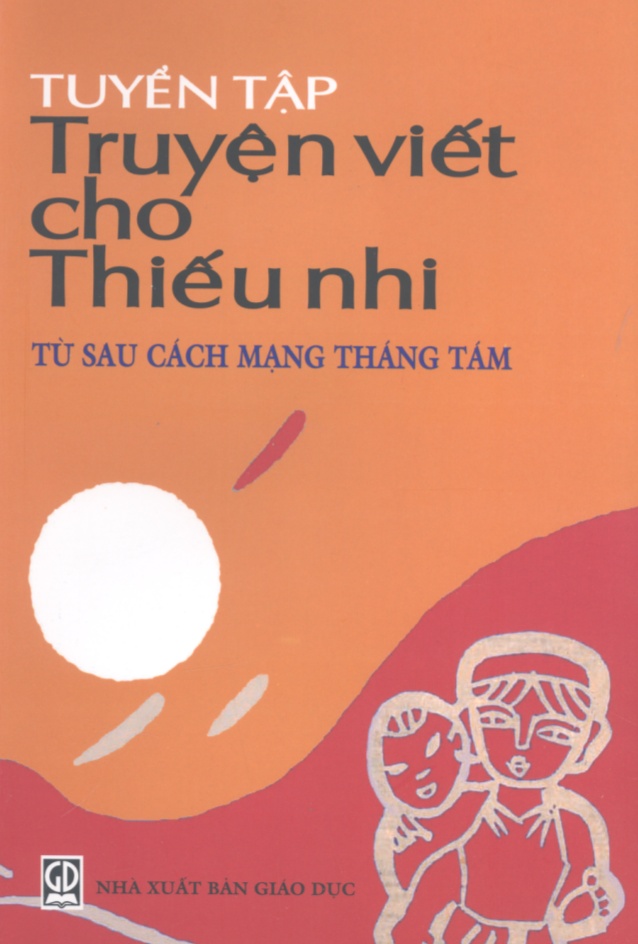 TUYỂN TẬP
Truyện viết
cho
Thiếu nhi
TỪ SAU CÁCH MẠNG THÁNG TÁM
GD
NHÀ XUẤT BẢN GIÁO DỤC